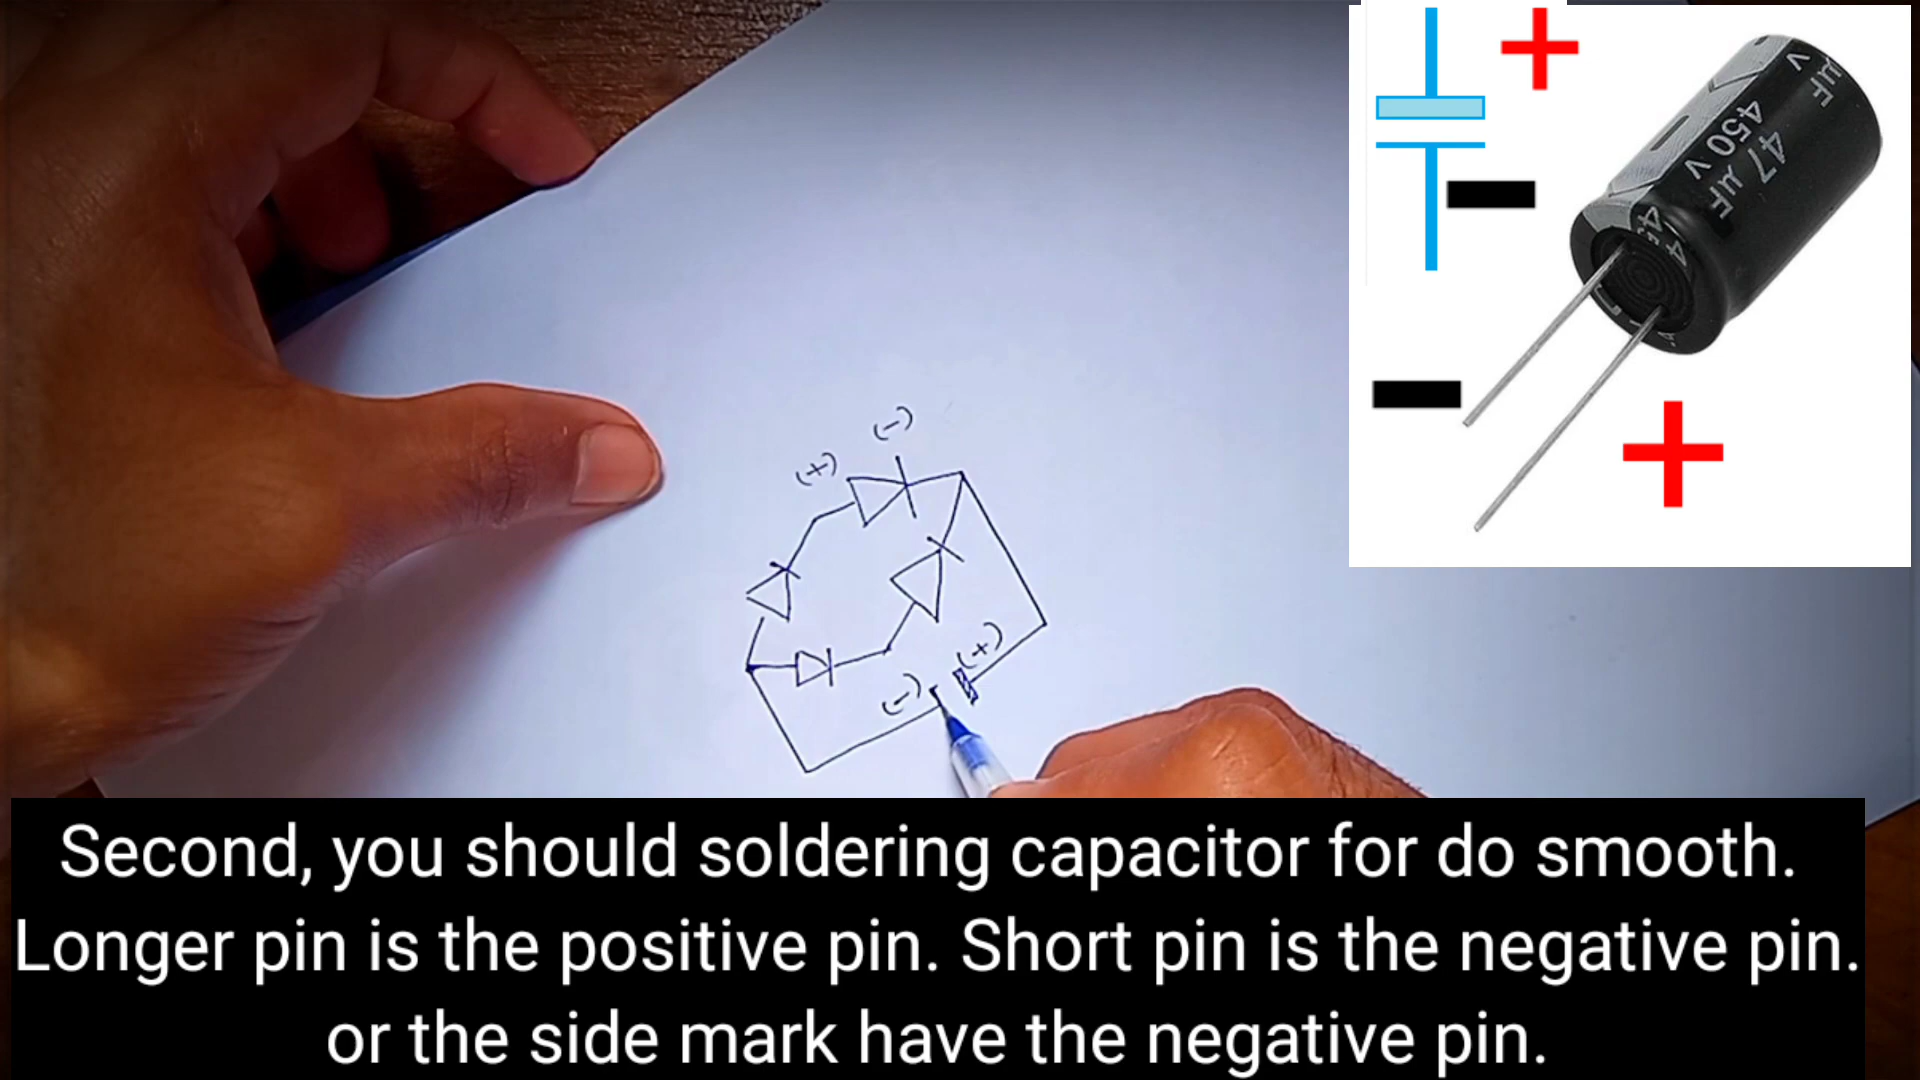 +
µF
V
47 µF
450 V
(-)
(+)
(+)
(-)
Second, you should soldering capacitor for do smooth.
Longer pin is the positive pin. Short pin is the negative pin.
or the side mark have the negative pin.